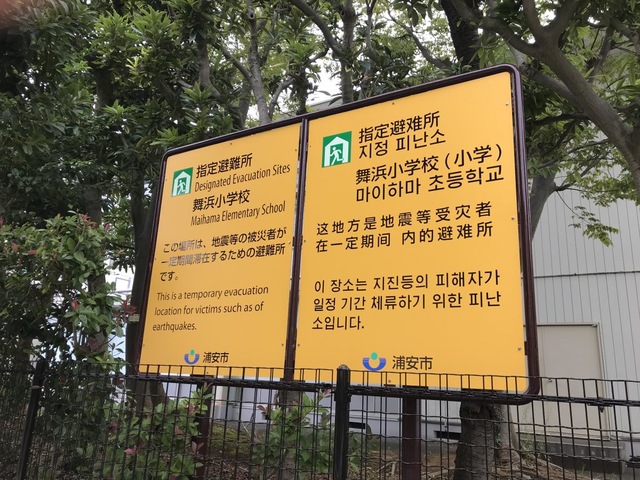 指定避難所
Designated Evacuation Sites
舞浜小学校
Maihama Elementary School
この場所は、地震等の被災者が
一定期間滞在するための避難所
です。
This is a temporary evacuation
location for victims such as of
earthquakes.
浦安市
指定避难所
지정 피난소
舞浜小学校 (小学)
마이하마 초등학교
这地方是地震等受灾者
在一定期间 内的避难所
이 장소는 지진등의 피해자가
일정 기간 체류하기 위한 피난
소입니다.
浦安市